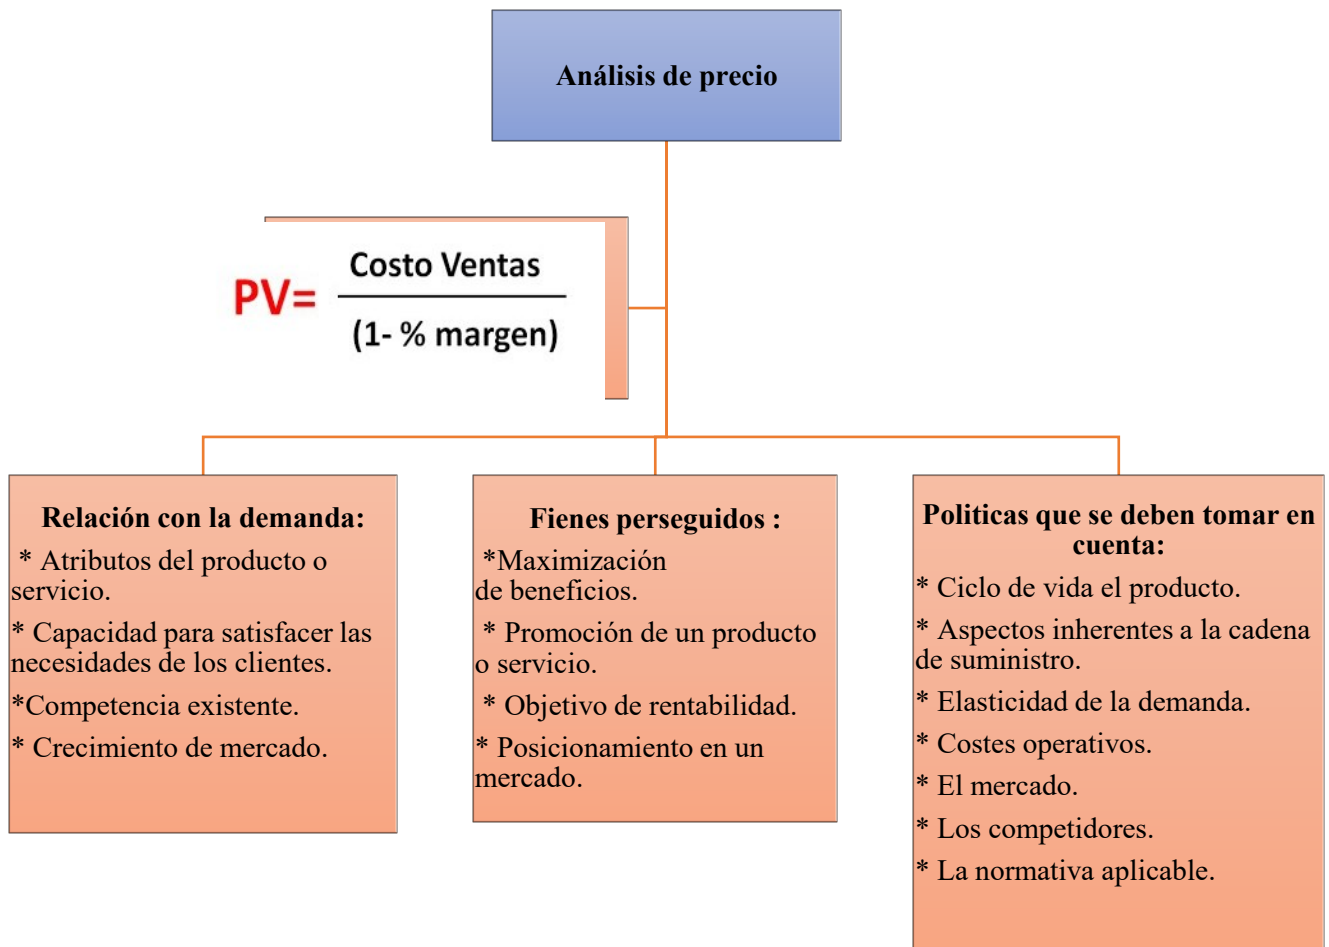 Análisis de precio
PV= Costo Ventas
(1- % margen)
Relación con la demanda:
* Atributos del producto o
servicio.
* Capacidad para satisfacer las
necesidades de los clientes.
*Competencia existente.
* Crecimiento de mercado.
Fienes perseguidos :
*Maximización
de beneficios.
* Promoción de un producto
o servicio.
* Objetivo de rentabilidad.
* Posicionamiento en un
mercado.
Politicas que se deben tomar en
cuenta:
* Ciclo de vida el producto.
* Aspectos inherentes a la cadena
de suministro.
* Elasticidad de la demanda.
* Costes operativos.
* El mercado.
* Los competidores.
* La normativa aplicable.